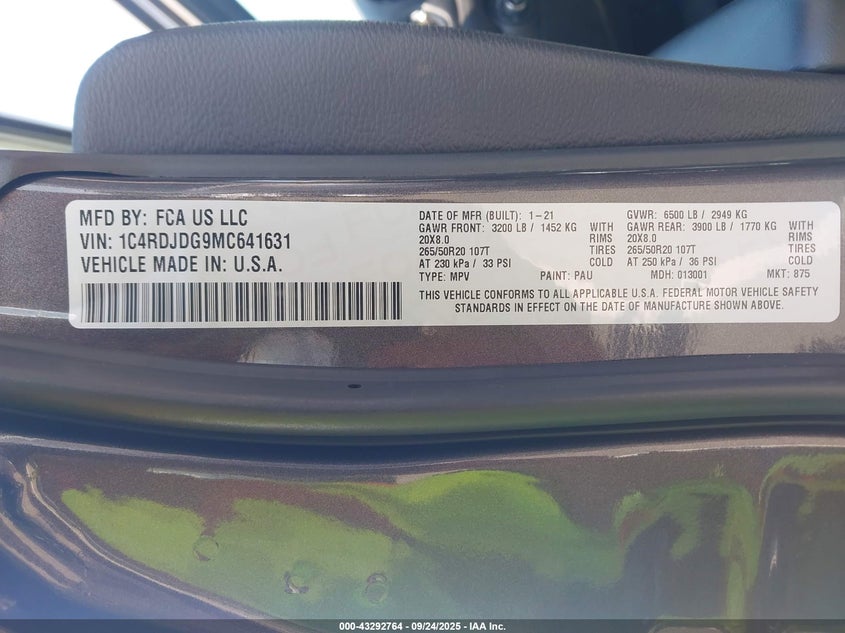 MFD BY: FCA US LLC
VIN: 1C4RDJDG9MC641631
VEHICLE MADE IN: U.S.A.
DATE OF MFR (BUILT): 1-21
GAWR FRONT: 3200 LB / 1452 KG WITH
20X8.0 RIMS
265/50R20 107T TIRES
AT 230 kPa / 33 PSI COLD
TYPE: MPV PAINT: PAU
GVWR: 6500 LB / 2949 KG
GAWR REAR: 3900 LB / 1770 KG WITH
20X8.0 RIMS
265/50R20 107T TIRES
AT 250 kPa / 36 PSI COLD
MDH: 013001 MKT: 875
THIS VEHICLE CONFORMS TO ALL APPLICABLE U.S.A. FEDERAL MOTOR VEHICLE SAFETY
STANDARDS IN EFFECT ON THE DATE OF MANUFACTURE SHOWN ABOVE.
000-43292764 - 09/24/2025 - IAA Inc.